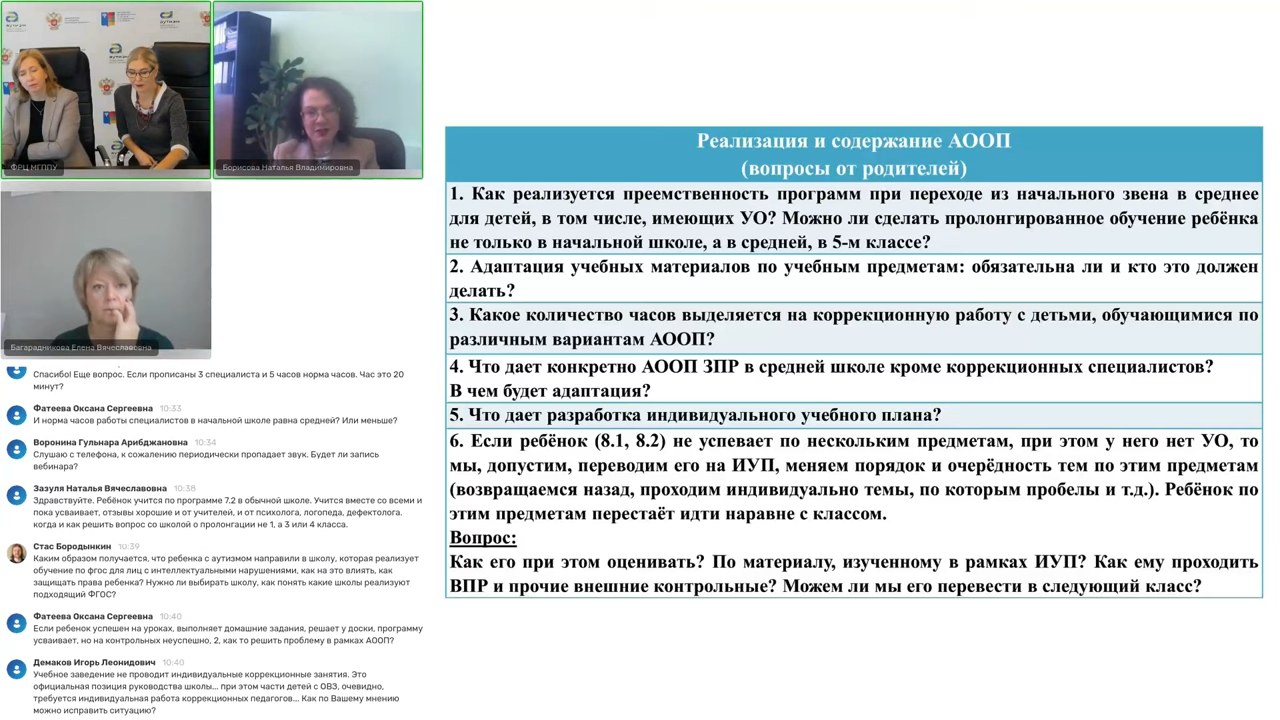 аутизм
аутизм
ФРЦ МГППУ
Борисова Наталья Владимировна
Багарадникова Елена Вячеславовна
Спасибо! Еще вопрос. Если прописаны 3 специалиста и 5 часов норма часов. Час это 20
минут?
Фатеева Оксана Сергеевна 10:33
И норма часов работы специалистов в начальной школе равна средней? Или меньше?
Воронина Гульнара Арибджановна 10:34
Слушаю с телефона, к сожалению периодически пропадает звук. Будет ли запись
вебинара?
Зазуля Наталья Вячеславовна 10:38
Здравствуйте. Ребёнок учится по программе 7.2 в обычной школе. Учится вместе со всеми и
пока усваивает, отзывы хорошие и от учителей, и от психолога, логопеда, дефектолога.
когда и как решить вопрос со школой о пролонгации не 1, а 3 или 4 класса.
Стас Бородынкин 10:39
Каким образом получается, что ребенка с аутизмом направили в школу, которая реализует
обучение по фгос для лиц с интеллектуальными нарушениями, как на это влиять, как
защищать права ребенка? Нужно ли выбирать школу, как понять какие школы реализуют
подходящий ФГОС?
Фатеева Оксана Сергеевна 10:40
Если ребенок успешен на уроках, выполняет домашние задания, решает у доски, программу
усваивает, но на контрольных неуспешно, 2, как то решить проблему в рамках АООП?
Демаков Игорь Леонидович 10:40
Учебное заведение не проводит индивидуальные коррекционные занятия. Это
официальная позиция руководства школы... при этом части детей с ОВЗ, очевидно,
требуется индивидуальная работа коррекционных педагогов... Как по Вашему мнению
можно исправить ситуацию?
Реализация и содержание АООП
(вопросы от родителей)
1. Как реализуется преемственность программ при переходе из начального звена в среднее
для детей, в том числе, имеющих УО? Можно ли сделать пролонгированное обучение ребёнка
не только в начальной школе, а в средней, в 5-м классе?
2. Адаптация учебных материалов по учебным предметам: обязательна ли и кто это должен
делать?
3. Какое количество часов выделяется на коррекционную работу с детьми, обучающимися по
различным вариантам АООП?
4. Что дает конкретно АООП ЗПР в средней школе кроме коррекционных специалистов?
В чем будет адаптация?
5. Что дает разработка индивидуального учебного плана?
6. Если ребёнок (8.1, 8.2) не успевает по нескольким предметам, при этом у него нет УО, то
мы, допустим, переводим его на ИУП, меняем порядок и очерёдность тем по этим предметам
(возвращаемся назад, проходим индивидуально темы, по которым пробелы и т.д.). Ребёнок по
этим предметам перестаёт идти наравне с классом.
Вопрос:
Как его при этом оценивать? По материалу, изученному в рамках ИУП? Как ему проходить
ВПР и прочие внешние контрольные? Можем ли мы его перевести в следующий класс?